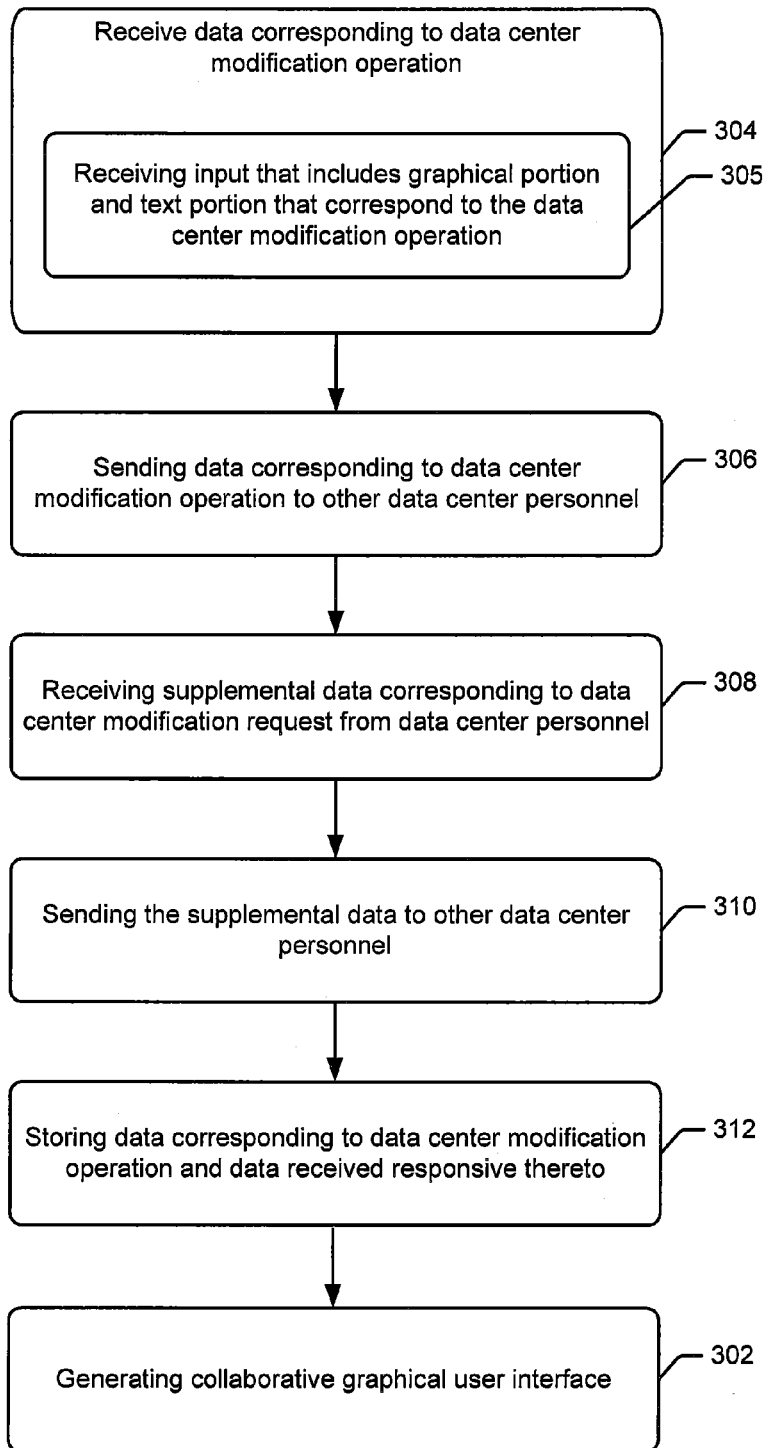 Receive data corresponding to data center
modification operation
304
Receiving input that includes graphical portion
and text portion that correspond to the data
center modification operation
305
Sending data corresponding to data center
modification operation to other data center personnel
306
Receiving supplemental data corresponding to data
center modification request from data center personnel
308
Sending the supplemental data to other data center
personnel
310
Storing data corresponding to data center modification
operation and data received responsive thereto
312
Generating collaborative graphical user interface
302